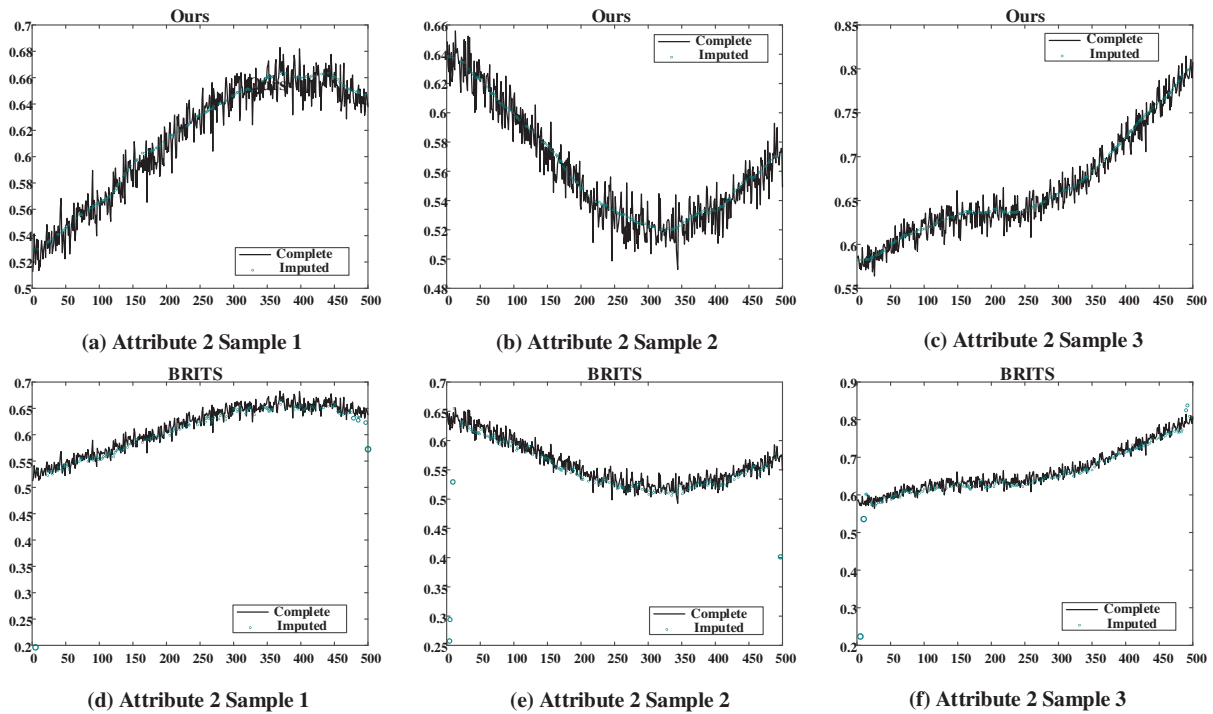 Ours Ours Ours
0.7 0.66 0.85
0.68 0.64 0.8
0.66 0.62 0.75
0.64 0.6 0.7
0.62 0.58 0.65
0.6 0.56 0.6
0.58 0.54 0.55
0.56 0.52
0.54 0.5
0.52 0.48
0.5
Complete Complete Complete
Imputed Imputed Imputed
0 50 100 150 200 250 300 350 400 450 500 0 50 100 150 200 250 300 350 400 450 500 0 50 100 150 200 250 300 350 400 450 500
(a) Attribute 2 Sample 1 (b) Attribute 2 Sample 2 (c) Attribute 2 Sample 3
BRITS BRITS BRITS
0.7 0.7 0.9
0.65 0.65 0.8
0.6 0.6 0.7
0.55 0.55 0.6
0.5 0.5 0.5
0.45 0.45 0.4
0.4 0.4 0.3
0.35 0.35 0.2
0.3 0.3
0.25 0.25
0.2
Complete Complete Complete
Imputed Imputed Imputed
0 50 100 150 200 250 300 350 400 450 500 0 50 100 150 200 250 300 350 400 450 500 0 50 100 150 200 250 300 350 400 450 500
(d) Attribute 2 Sample 1 (e) Attribute 2 Sample 2 (f) Attribute 2 Sample 3